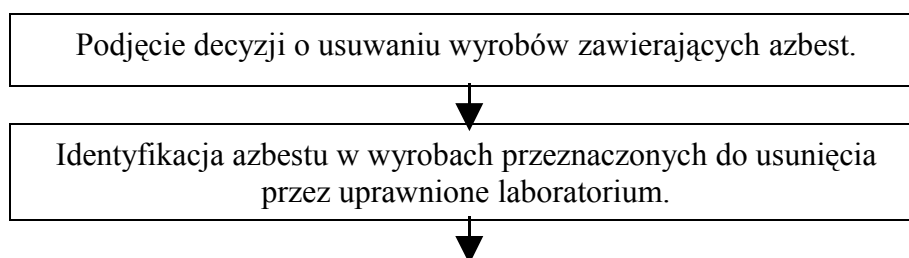 Podjęcie decyzji o usuwaniu wyrobów zawierających azbest.
Identyfikacja azbestu w wyrobach przeznaczonych do usunięcia
przez uprawnione laboratorium.